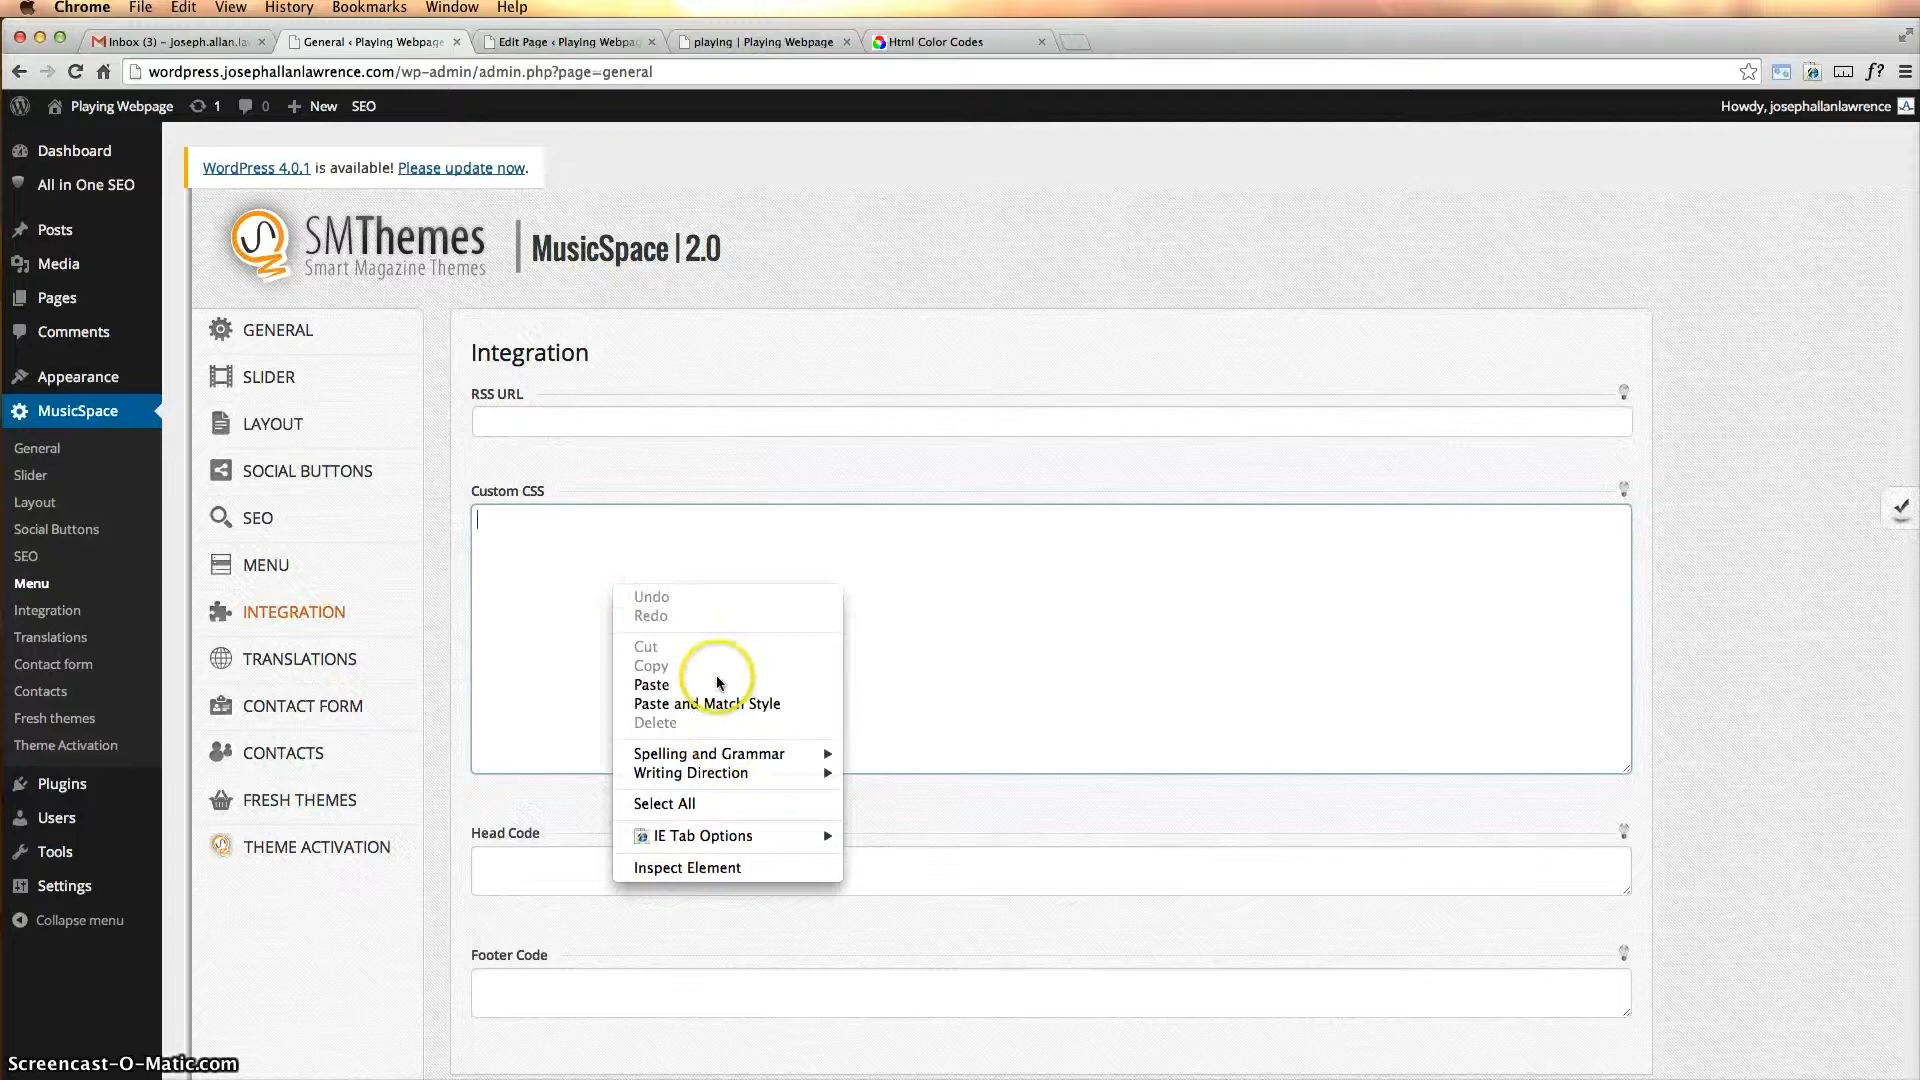 Chrome File Edit View History Bookmarks Window Help
Inbox (3) – joseph.allan.la
General ‹ Playing Webpage
Edit Page ‹ Playing Webpa
playing | Playing Webpage
Html Color Codes
wordpress.josephallanlawrence.com/wp-admin/admin.php?page=general
f?
Playing Webpage 1 0 New SEO
Howdy, josephallanlawrence
Dashboard
All in One SEO
Posts
Media
Pages
Comments
Appearance
MusicSpace
General
Slider
Layout
Social Buttons
SEO
Menu
Integration
Translations
Contact form
Contacts
Fresh themes
Theme Activation
Plugins
Users
Tools
Settings
Collapse menu
WordPress 4.0.1 is available! Please update now.
SMThemes
Smart Magazine Themes
MusicSpace | 2.0
GENERAL
SLIDER
LAYOUT
SOCIAL BUTTONS
SEO
MENU
INTEGRATION
TRANSLATIONS
CONTACT FORM
CONTACTS
FRESH THEMES
THEME ACTIVATION
Integration
RSS URL
Custom CSS
Undo
Redo
Cut
Copy
Paste
Paste and Match Style
Delete
Spelling and Grammar
Writing Direction
Select All
IE Tab Options
Inspect Element
Head Code
Footer Code
Screencast-O-Matic.com